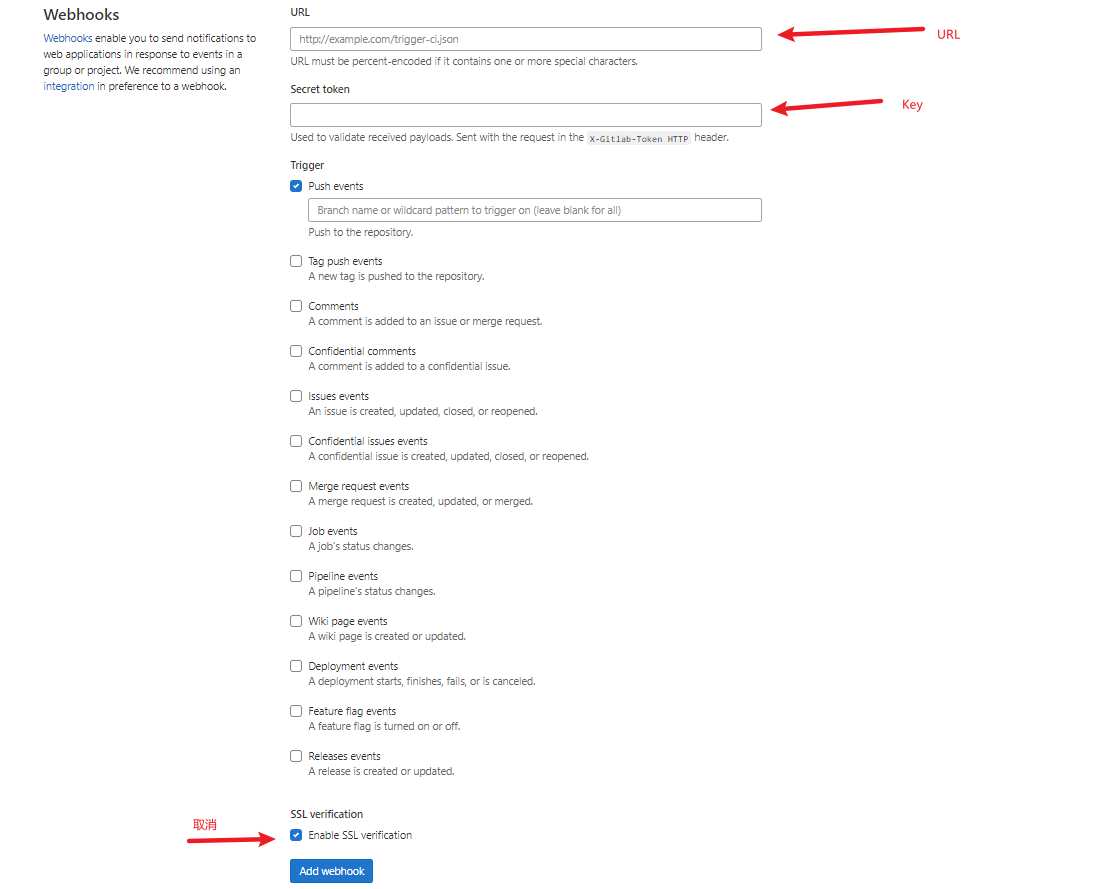 Webhooks
Webhooks enable you to send notifications to
web applications in response to events in a
group or project. We recommend using an
integration in preference to a webhook.
URL
http://example.com/trigger-ci.json
URL
URL must be percent-encoded if it contains one or more special characters.
Secret token
Key
Used to validate received payloads. Sent with the request in the X-Gitlab-Token HTTP header.
Trigger
Push events
Branch name or wildcard pattern to trigger on (leave blank for all)
Push to the repository.
Tag push events
A new tag is pushed to the repository.
Comments
A comment is added to an issue or merge request.
Confidential comments
A comment is added to a confidential issue.
Issues events
An issue is created, updated, closed, or reopened.
Confidential issues events
A confidential issue is created, updated, closed, or reopened.
Merge request events
A merge request is created, updated, or merged.
Job events
A job's status changes.
Pipeline events
A pipeline's status changes.
Wiki page events
A wiki page is created or updated.
Deployment events
A deployment starts, finishes, fails, or is canceled.
Feature flag events
A feature flag is turned on or off.
Releases events
A release is created or updated.
SSL verification
取消
Enable SSL verification
Add webhook